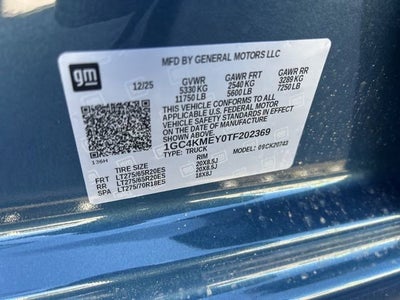 gm
MFD BY GENERAL MOTORS LLC
12/25 GVWR GAWR FRT GAWR RR
5330 KG 2540 KG 3289 KG
11750 LB 5600 LB 7250 LB
THIS VEHICLE CONFORMS TO ALL
APPLICABLE U.S. FEDERAL MOTOR
VEHICLE SAFETY STANDARDS IN EFFECT
ON THE DATE OF MANUFACTURE SHOWN ABOVE.
1GC4KMEY0TF202369
TYPE: TRUCK MODEL: 09CK20743
TIRE SIZE RIM
FRT LT275/65R20ES 20X8.5J
RR LT275/65R20ES 20X8.5J
SPA LT275/70R18ES 18X8J